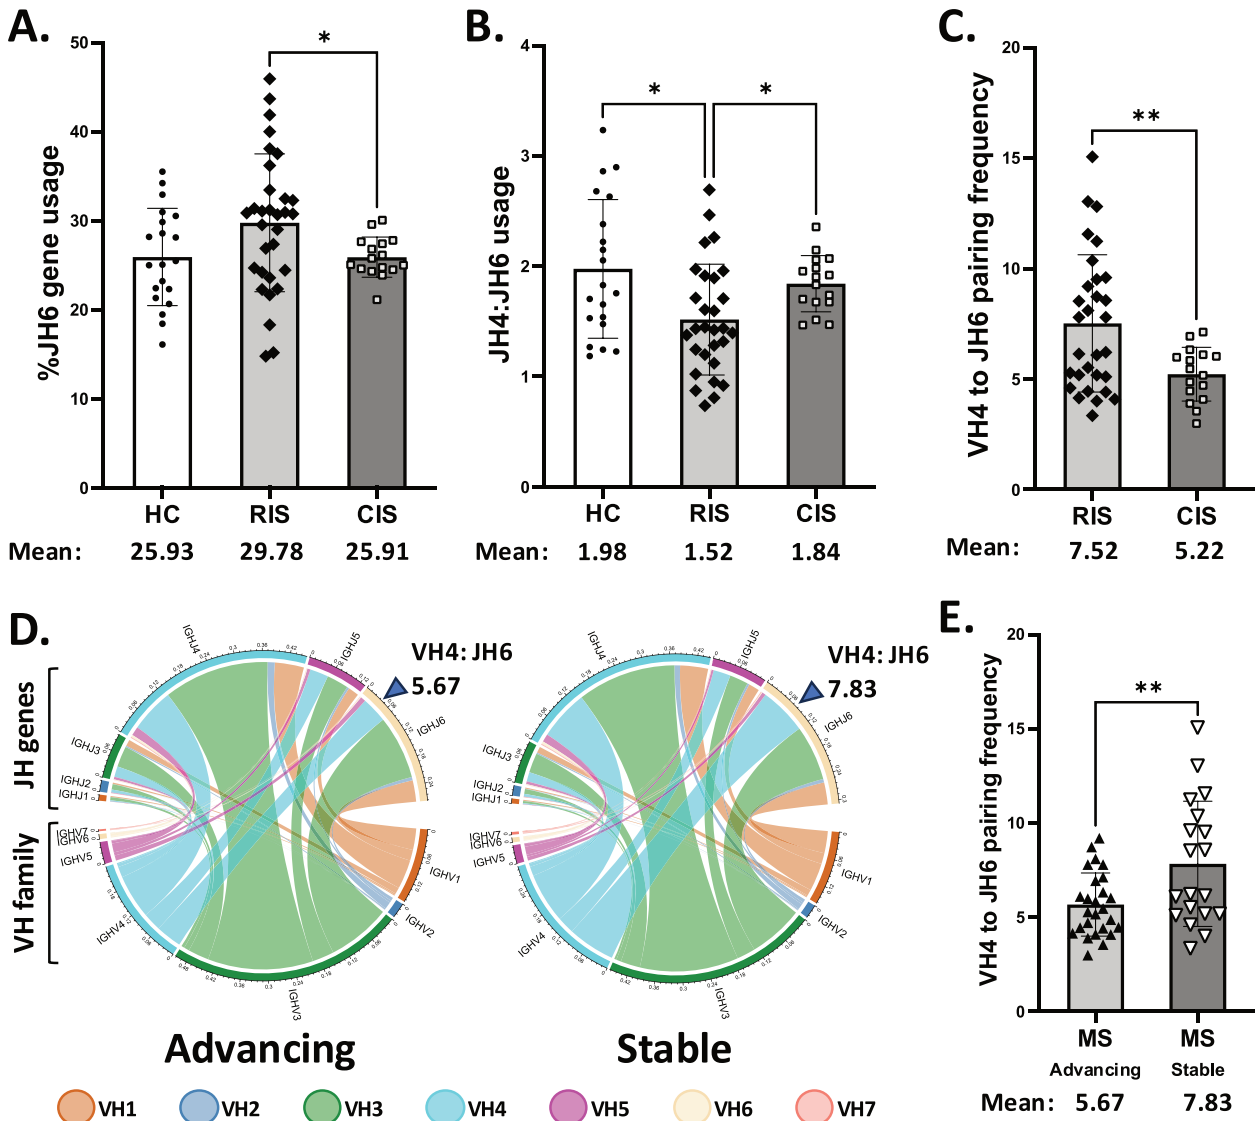 A.
%JH6 gene usage
50
40
30
20
10
0
*
HC RIS CIS
Mean: 25.93 29.78 25.91
B.
JH4:JH6 usage
4
3
2
1
0
* *
HC RIS CIS
Mean: 1.98 1.52 1.84
C.
VH4 to JH6 pairing frequency
20
15
10
5
0
**
RIS CIS
Mean: 7.52 5.22
D.
JH genes
VH family
IGHJ4
IGHJ5
IGHJ6
IGHJ3
IGHJ2
IGHJ1
IGHV7
IGHV6
IGHV5
IGHV4
IGHV3
IGHV2
IGHV1
VH4: JH6
5.67
Advancing
IGHJ4
IGHJ5
IGHJ6
IGHJ3
IGHJ2
IGHJ1
IGHV7
IGHV6
IGHV5
IGHV4
IGHV3
IGHV2
IGHV1
VH4: JH6
7.83
Stable
VH1 VH2 VH3 VH4 VH5 VH6 VH7
E.
VH4 to JH6 pairing frequency
20
15
10
5
0
**
MS MS
Advancing Stable
Mean: 5.67 7.83